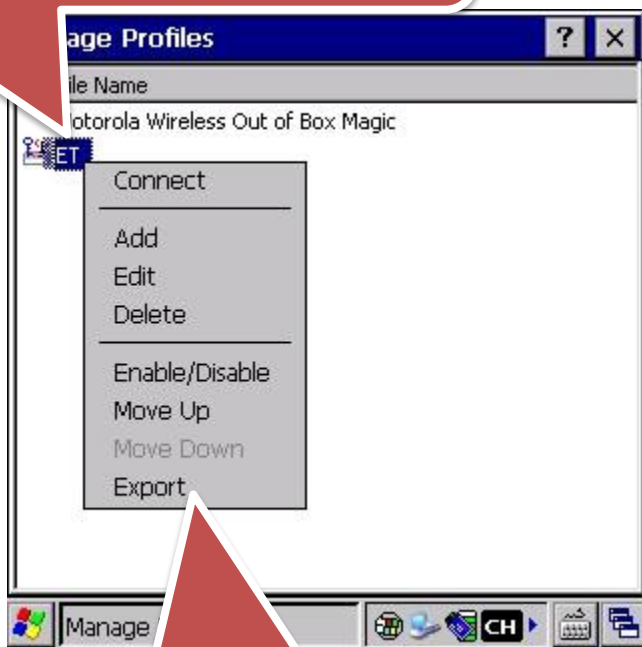 age Profiles ? ×
ile Name
otorola Wireless Out of Box Magic
ET
Connect
Add
Edit
Delete
Enable/Disable
Move Up
Move Down
Export
Manage CH